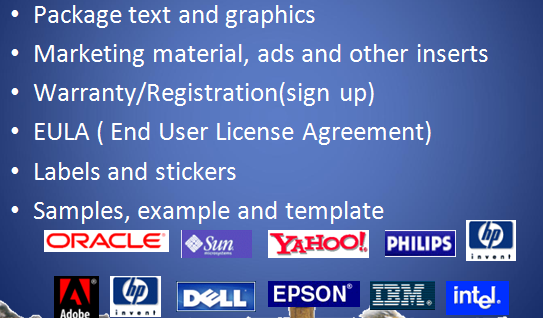 • Package text and graphics
• Marketing material, ads and other inserts
• Warranty/Registration(sign up)
• EULA ( End User License Agreement)
• Labels and stickers
• Samples, example and template
ORACLE Sun microsystems YAHOO! PHILIPS hp invent
Adobe hp invent DELL EPSON IBM intel